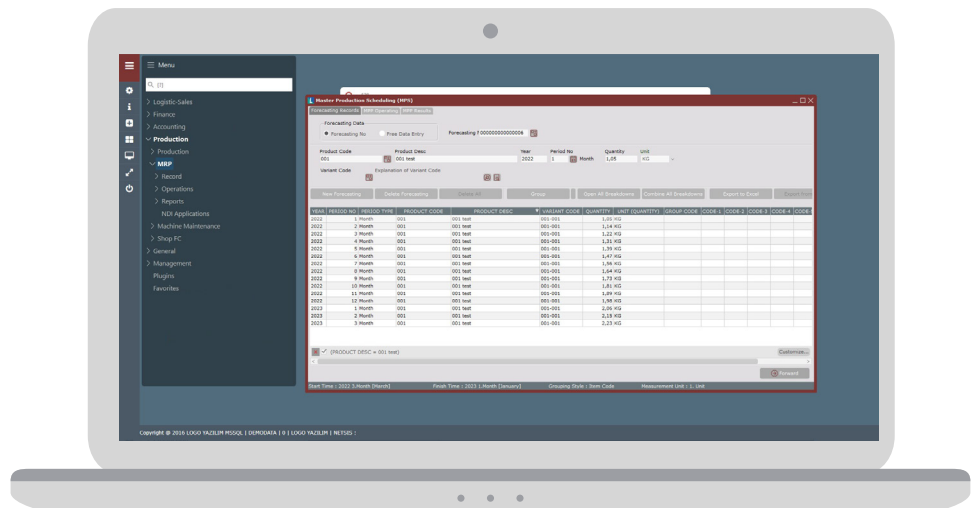 Menu
[?]
Logistic-Sales
Finance
Accounting
Production
Production
MRP
Record
Operations
Reports
NDI Applications
Machine Maintenance
Shop FC
General
Management
Plugins
Favorites
Master Production Scheduling (MPS)
Forecasting Records MPS Operating MPS Results
Forecasting Data
Forecasting No Free Data Entry Forecasting 000000000000006
Product Code Product Desc Year Period No Quantity Unit
001 001 test 2022 1 Month 1,05 KG
Variant Code Explanation of Variant Code
New Forecasting Delete Forecasting Delete All Group Open All Breakdowns Combine All Breakdowns Export to Excel
YEAR PERIOD NO PERIOD TYPE PRODUCT CODE PRODUCT DESC VARIANT CODE QUANTITY UNIT (QUANTITY) GROUP CODE CODE-1 CODE-2 CODE-3 CODE-4
2022 1 Month 001 001 test 001-001 1,05 KG
2022 2 Month 001 001 test 001-001 1,14 KG
2022 3 Month 001 001 test 001-001 1,22 KG
2022 4 Month 001 001 test 001-001 1,31 KG
2022 5 Month 001 001 test 001-001 1,39 KG
2022 6 Month 001 001 test 001-001 1,47 KG
2022 7 Month 001 001 test 001-001 1,56 KG
2022 8 Month 001 001 test 001-001 1,64 KG
2022 9 Month 001 001 test 001-001 1,73 KG
2022 10 Month 001 001 test 001-001 1,81 KG
2022 11 Month 001 001 test 001-001 1,89 KG
2022 12 Month 001 001 test 001-001 1,98 KG
2023 1 Month 001 001 test 001-001 2,06 KG
2023 2 Month 001 001 test 001-001 2,18 KG
2023 3 Month 001 001 test 001-001 2,23 KG
(PRODUCT DESC = 001 test) Customize...
Forward
Start Time : 2022 3.Month [March] Finish Time : 2023 1.Month [January] Grouping Style : Item Code Measurement Unit : 1. Unit
Copyright @ 2016 LOGO YAZILIM MSSQL | DEMODATA | 0 | LOGO YAZILIM | NETSIS |